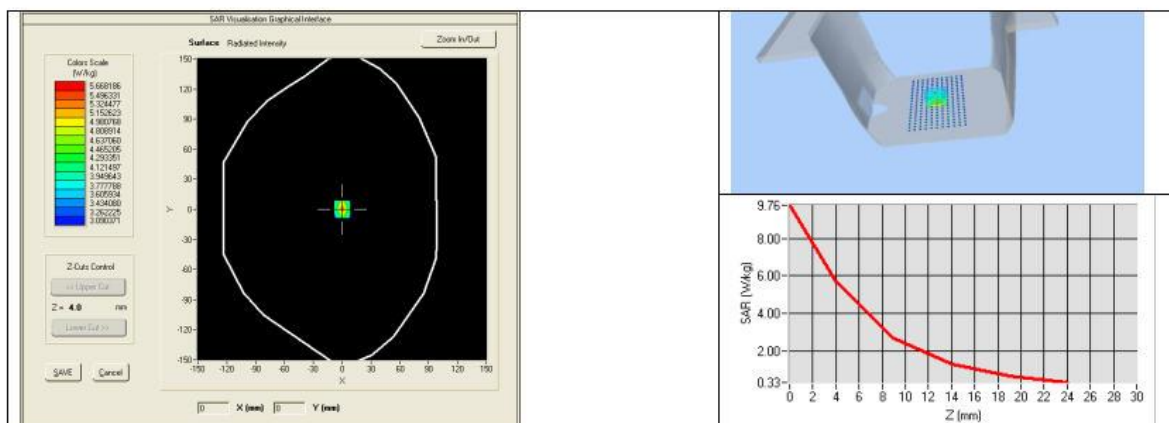 SAR Visualisation Graphical Interface
Surface Radiated Intensity
Zoom In/Out
Colors Scale
(W/kg)
5.668186
5.496331
5.324477
5.152623
4.980768
4.808914
4.637060
4.465205
4.293351
4.121497
3.949643
3.777788
3.605934
3.434080
3.262225
3.090371
Z-Cuts Control
<< Upper Cut
Z = 4.0 mm
Lower Cut >>
SAVE Cancel
150
120
90
60
30
0
-30
-60
-90
-120
-150
Y
-150 -120 -90 -60 -30 0 30 60 90 120 150
X
0 X (mm) 0 Y (mm)
9.76
8.00
6.00
4.00
2.00
0.33
SAR (W/kg)
0 2 4 6 8 10 12 14 16 18 20 22 24 26 28 30
Z (mm)